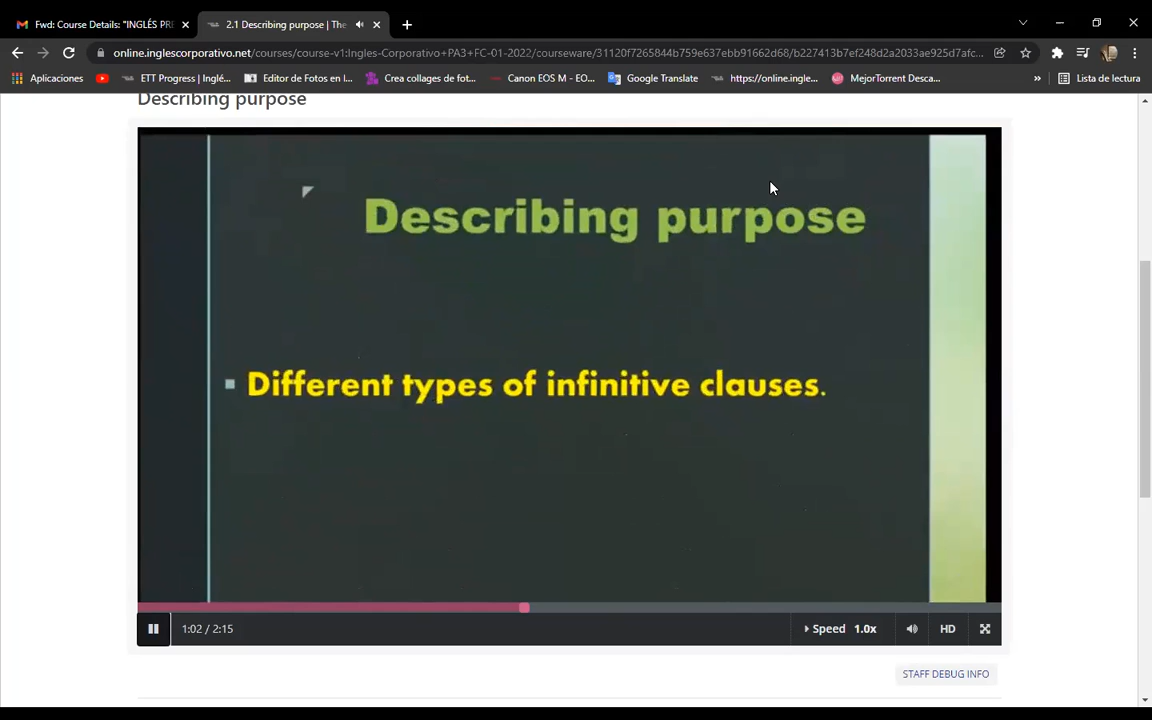 Fwd: Course Details: "INGLÉS PRE
2.1 Describing purpose | The
online.inglescorporativo.net/courses/course-v1:Ingles-Corporativo+PA3+FC-01-2022/courseware/31120f7265844b759e637ebb91662d68/b227413b7ef248d2a2033ae925d7afc...
Aplicaciones
ETT Progress | Inglé...
Editor de Fotos en l...
Crea collages de fot...
Canon EOS M - EO...
Google Translate
https://online.ingle...
MejorTorrent Desca...
»
Lista de lectura
Describing purpose
Describing purpose
Different types of infinitive clauses.
1:02 / 2:15
Speed 1.0x
HD
STAFF DEBUG INFO